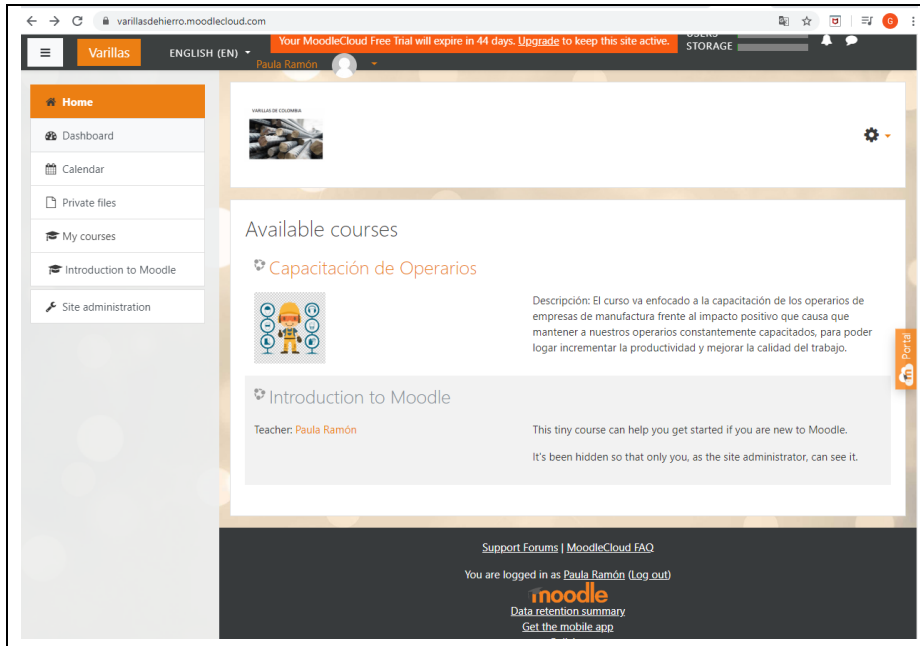 varillasdehierro.moodlecloud.com
G
Varillas
ENGLISH (EN)
Your MoodleCloud Free Trial will expire in 44 days. Upgrade to keep this site active.
USERS
STORAGE
Paula Ramón
Home
Dashboard
Calendar
Private files
My courses
Introduction to Moodle
Site administration
VARILLAS DE COLOMBIA
Available courses
Capacitación de Operarios
Descripción: El curso va enfocado a la capacitación de los operarios de
empresas de manufactura frente al impacto positivo que causa que
mantener a nuestros operarios constantemente capacitados, para poder
logar incrementar la productividad y mejorar la calidad del trabajo.
Introduction to Moodle
Teacher: Paula Ramón
This tiny course can help you get started if you are new to Moodle.
It's been hidden so that only you, as the site administrator, can see it.
Portal
m
Support Forums | MoodleCloud FAQ
You are logged in as Paula Ramón (Log out)
moodle
Data retention summary
Get the mobile app